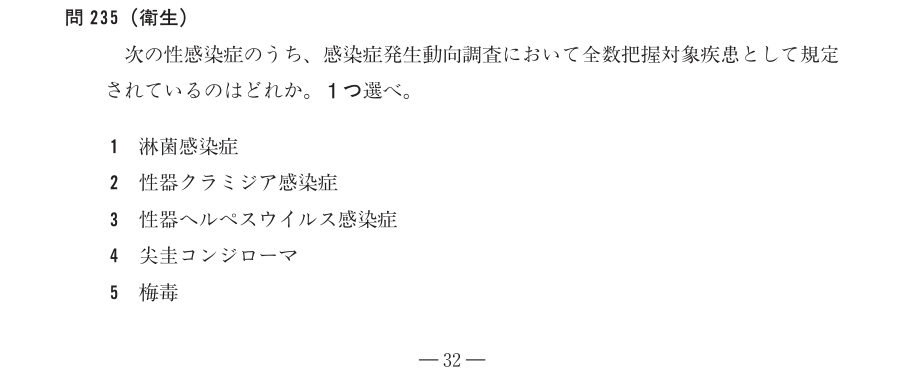 問 235（衛生）
次の性感染症のうち、感染症発生動向調査において全数把握対象疾患として規定
されているのはどれか。1つ選べ。
1 淋菌感染症
2 性器クラミジア感染症
3 性器ヘルペスウイルス感染症
4 尖圭コンジローマ
5 梅毒
— 32 —